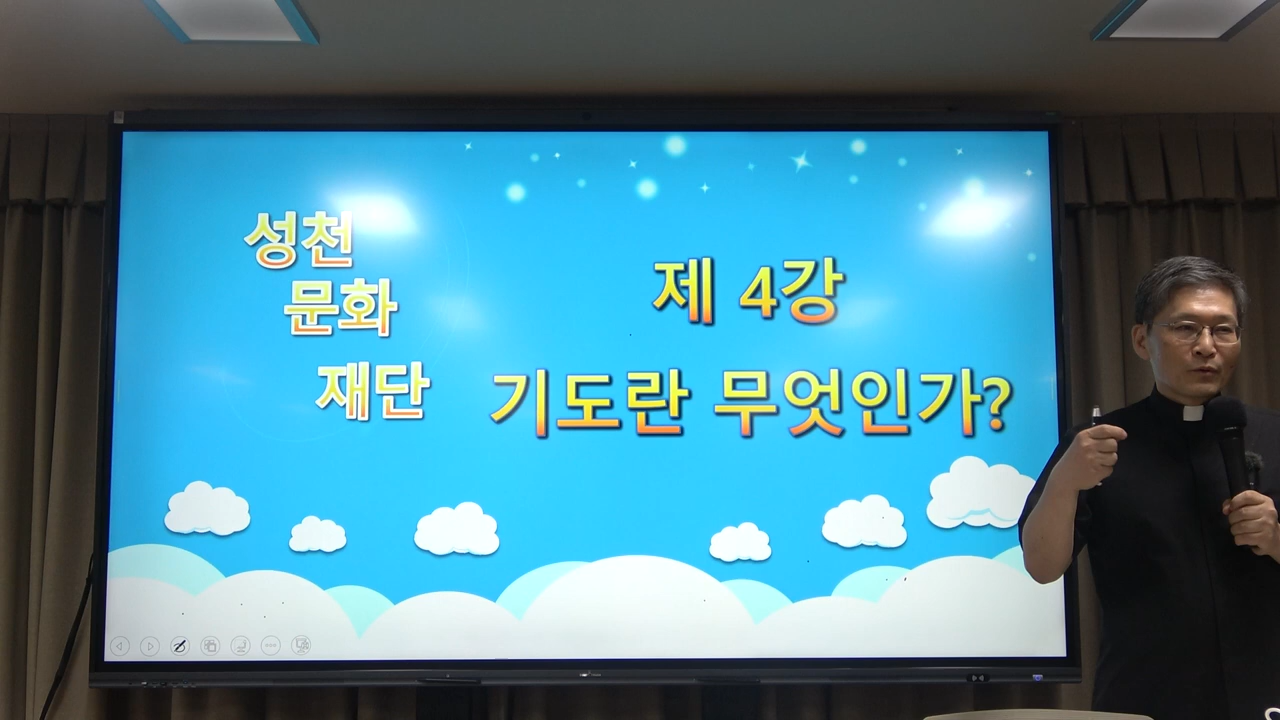 성천
문화
재단
제 4강
기도란 무엇인가?